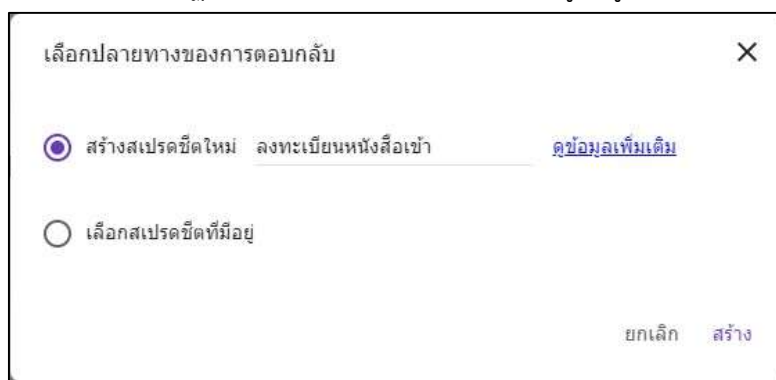 เลือกปลายทางของการตอบกลับ
สร้างสเปรดชีตใหม่ ลงทะเบียนหนังสือเข้า ดูข้อมูลเพิ่มเติม
เลือกสเปรดชีตที่มีอยู่
ยกเลิก สร้าง